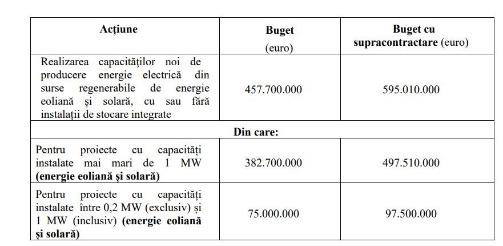 Acțiune
Buget
(euro)
Buget cu
supracontractare (euro)
Realizarea capacităților noi de
producere energie electrică din
surse regenerabile de energie
eoliană și solară, cu sau fără
instalații de stocare integrate
457.700.000
595.010.000
Din care:
Pentru proiecte cu capacități
instalate mai mari de 1 MW
(energie eoliană și solară)
382.700.000
497.510.000
Pentru proiecte cu capacități
instalate între 0,2 MW (exclusiv) și
1 MW (inclusiv) (energie eoliană
și solară)
75.000.000
97.500.000